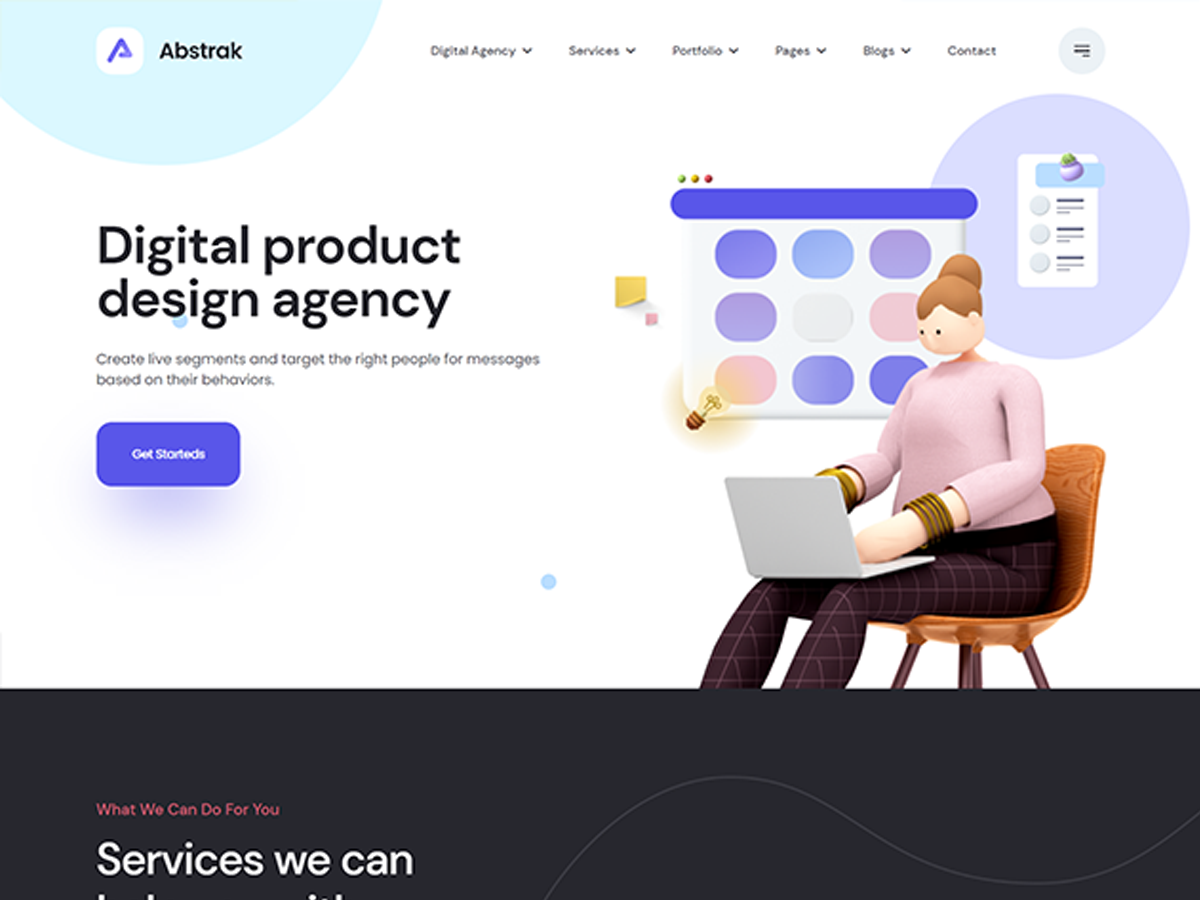 Abstrak
Digital Agency
Services
Portfolio
Pages
Blogs
Contact
Digital product
design agency
Create live segments and target the right people for messages
based on their behaviors.
Get Starteds
What We Can Do For You
Services we can